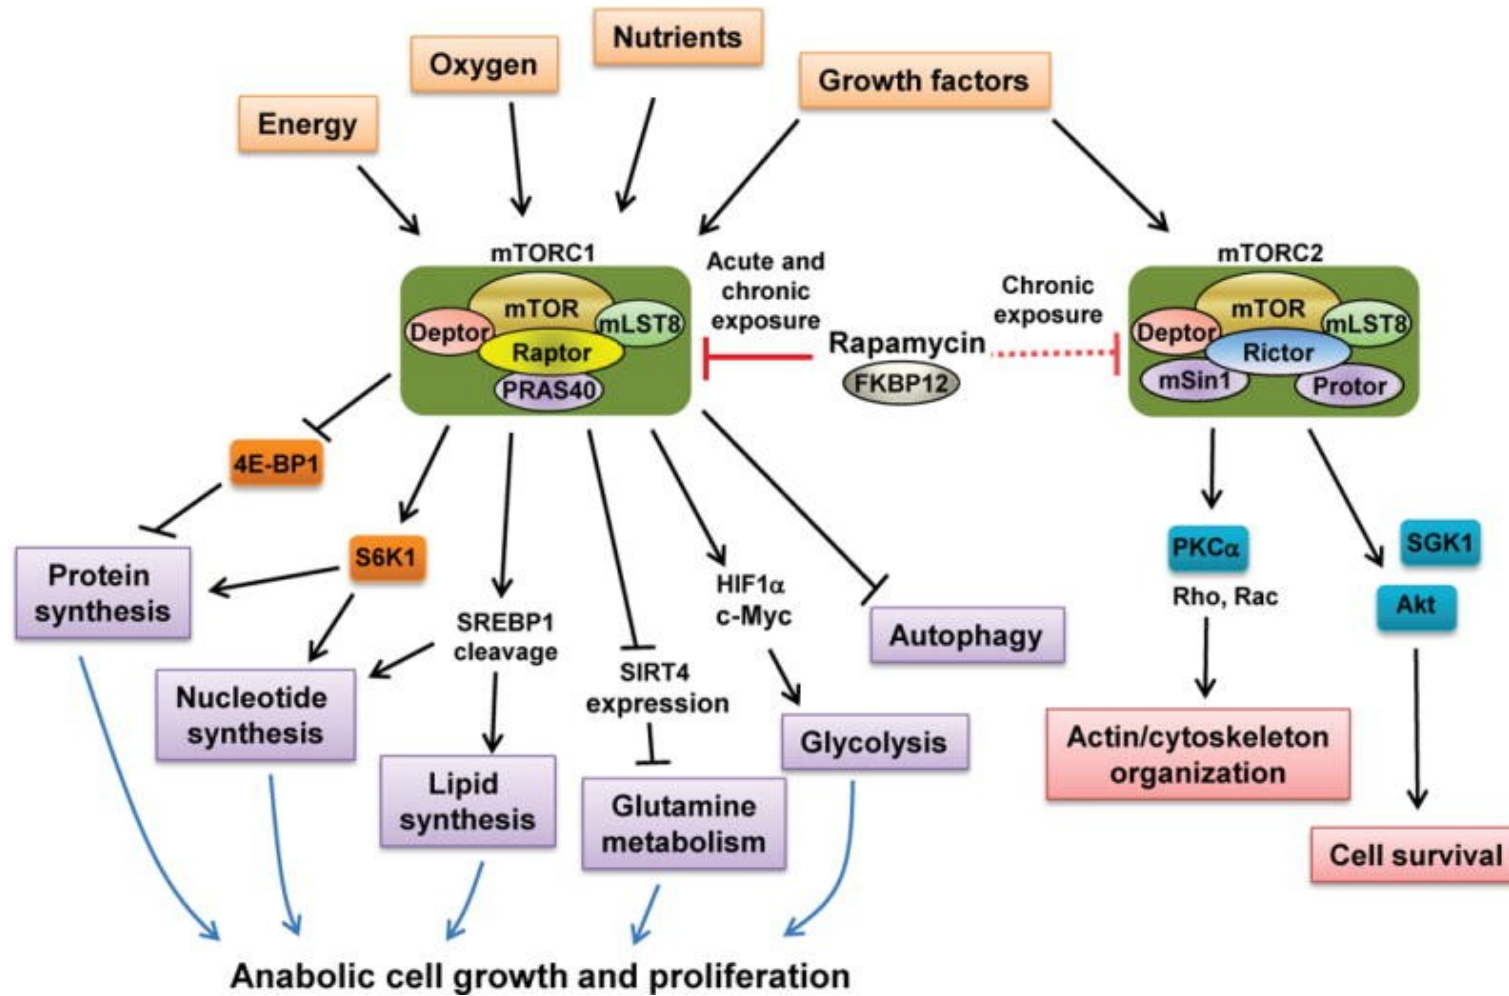 Nutrients
Oxygen
Growth factors
Energy
mTORC1
mTOR
Deptor
mLST8
Raptor
PRAS40
Acute and
chronic
exposure
Rapamycin
FKBP12
Chronic
exposure
mTORC2
mTOR
Deptor
mLST8
Rictor
mSin1
Protor
4E-BP1
S6K1
Protein
synthesis
Nucleotide
synthesis
SREBP1
cleavage
Lipid
synthesis
SIRT4
expression
Glutamine
metabolism
HIF1α
c-Myc
Glycolysis
Autophagy
PKCα
Rho, Rac
SGK1
Akt
Actin/cytoskeleton
organization
Cell survival
Anabolic cell growth and proliferation